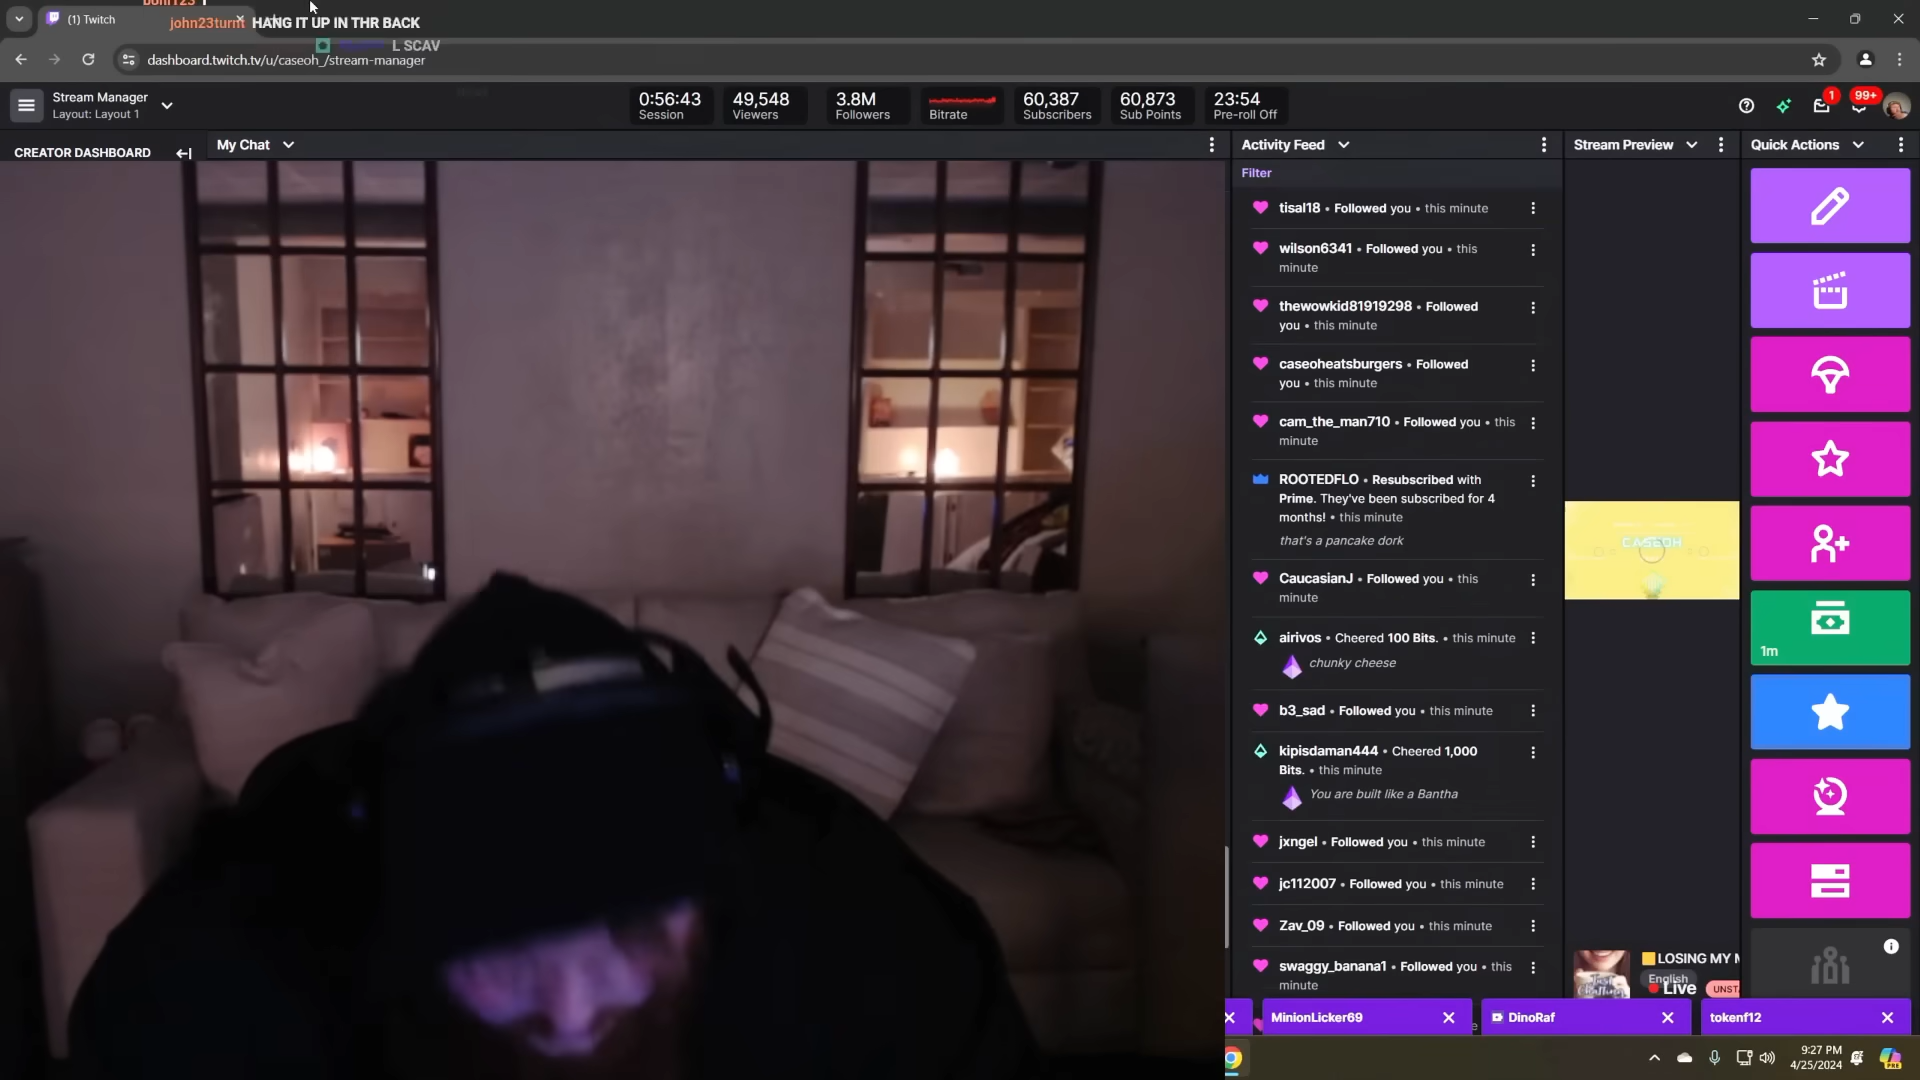 (1) Twitch
john23turnt HANG IT UP IN THR BACK
L SCAV
dashboard.twitch.tv/u/caseoh_/stream-manager
Stream Manager
Layout: Layout 1
0:56:43
Session
49,548
Viewers
3.8M
Followers
Bitrate
60,387
Subscribers
60,873
Sub Points
23:54
Pre-roll Off
1
99+
CREATOR DASHBOARD
My Chat
Activity Feed
Stream Preview
Quick Actions
Filter
tisal18 • Followed you • this minute
wilson6341 • Followed you • this
minute
thewowkid81919298 • Followed
you • this minute
caseoheatsburgers • Followed
you • this minute
cam_the_man710 • Followed you • this
minute
ROOTEDFLO • Resubscribed with
Prime. They've been subscribed for 4
months! • this minute
that's a pancake dork
CaucasianJ • Followed you • this
minute
airivos • Cheered 100 Bits. • this minute
chunky cheese
b3_sad • Followed you • this minute
kipisdaman444 • Cheered 1,000
Bits. • this minute
You are built like a Bantha
jxngel • Followed you • this minute
jc112007 • Followed you • this minute
Zav_09 • Followed you • this minute
swaggy_banana1 • Followed you • this
minute
CASEOH
1m
LOSING MY M
English
Live
UNST
Just Chatting
MinionLicker69
DinoRaf
tokenf12
9:27 PM
4/25/2024
PRE